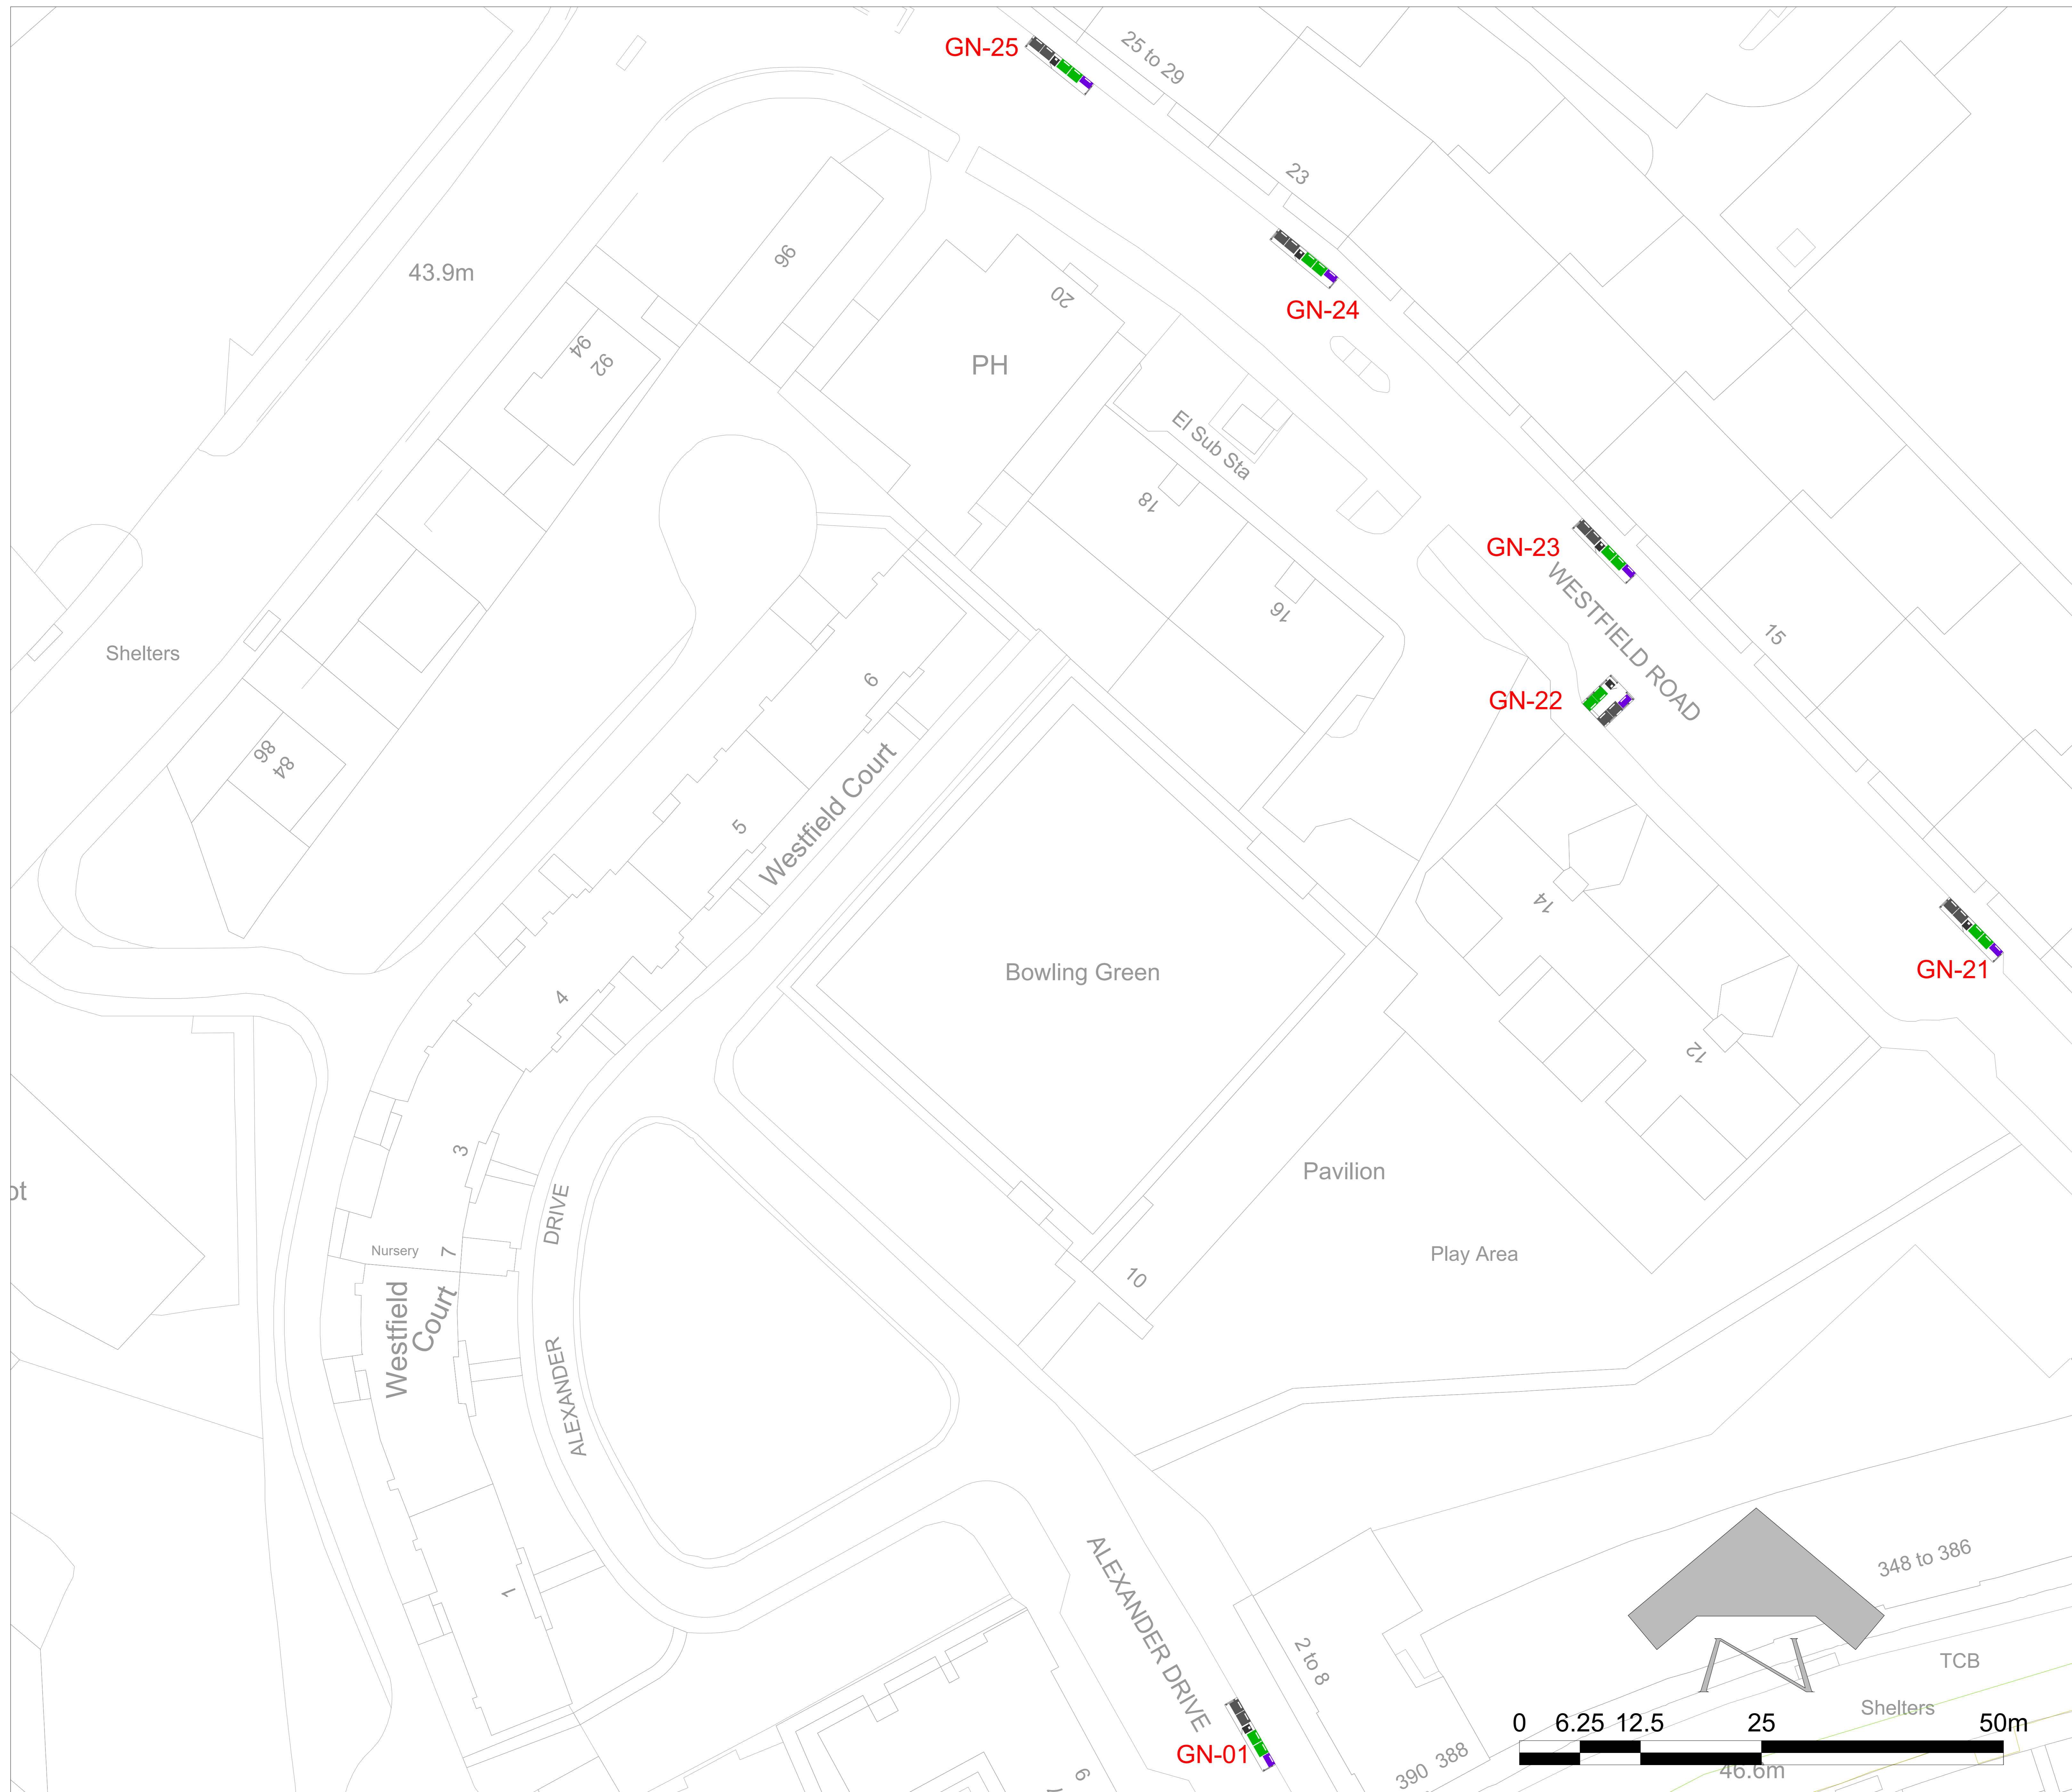 GN-25
25 to 29
23
43.9m
96
20
GN-24
PH
94
92
El Sub Sta
18
GN-23
WESTFIELD ROAD
16
15
Shelters
GN-22
6
86
84
5
Westfield Court
14
GN-21
Bowling Green
4
12
3
Pavilion
DRIVE
Nursery
7
Play Area
10
Westfield
Court
ALEXANDER
1
ALEXANDER DRIVE
348 to 386
2 to 8
TCB
Shelters
0 6.25 12.5 25 50m
GN-01
390
388
46.6m
6